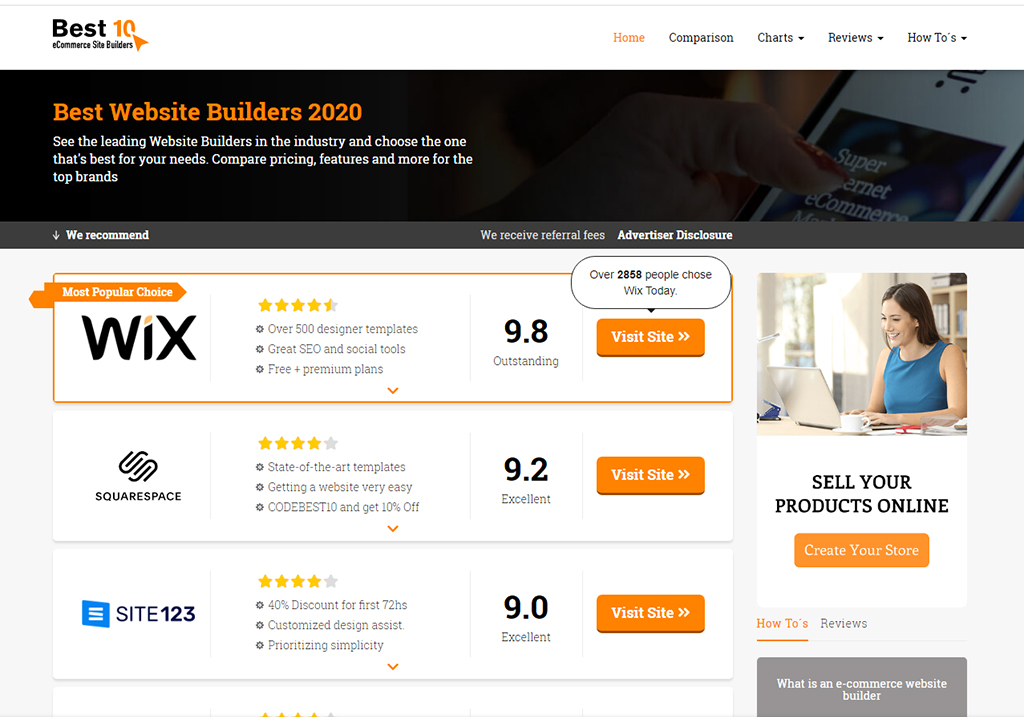 Best 10
eCommerce Site Builders
Home
Comparison
Charts
Reviews
How To´s
Best Website Builders 2020
See the leading Website Builders in the industry and choose the one
that's best for your needs. Compare pricing, features and more for the
top brands
Super
eCommerce
We recommend
We receive referral fees
Advertiser Disclosure
Most Popular Choice
WiX
Over 500 designer templates
Great SEO and social tools
Free + premium plans
9.8
Outstanding
Over 2858 people chose
Wix Today.
Visit Site »
SQUARESPACE
State-of-the-art templates
Getting a website very easy
CODEBEST10 and get 10% Off
9.2
Excellent
Visit Site »
SITE123
40% Discount for first 72hs
Customized design assist.
Prioritizing simplicity
9.0
Excellent
Visit Site »
SELL YOUR
PRODUCTS ONLINE
Create Your Store
How To´s
Reviews
What is an e-commerce website
builder